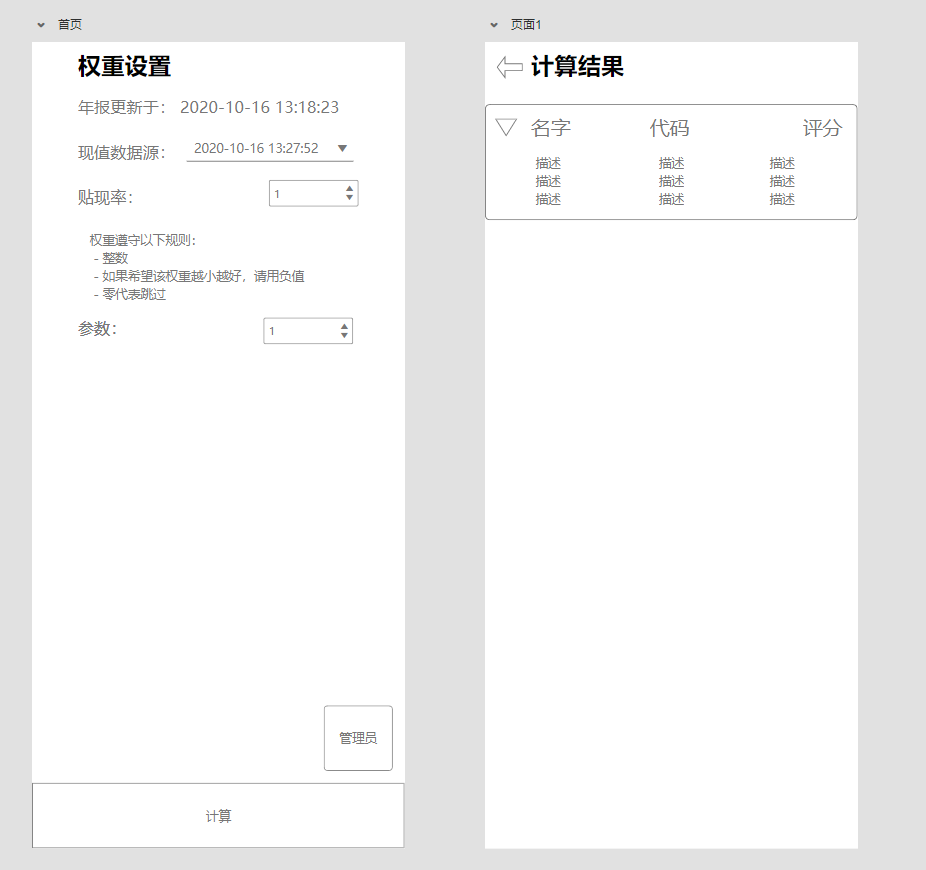 首页
权重设置
年报更新于： 2020-10-16 13:18:23
现值数据源： 2020-10-16 13:27:52
贴现率： 1
权重遵守以下规则：
- 整数
- 如果希望该权重越小越好，请用负值
- 零代表跳过
参数： 1
管理员
计算
页面1
计算结果
名字 代码 评分
描述 描述 描述
描述 描述 描述
描述 描述 描述